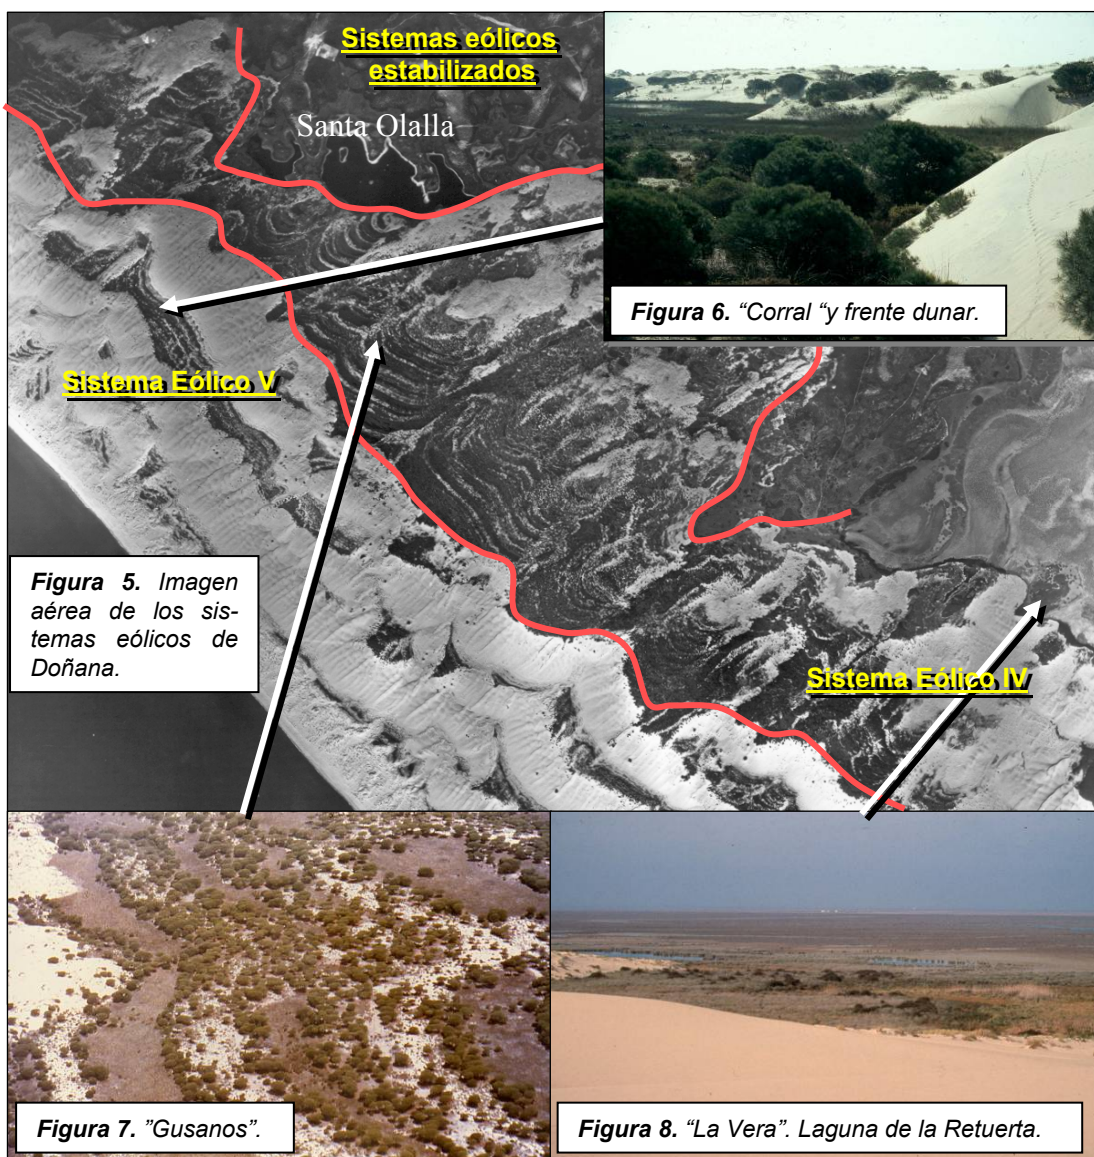 Sistemas eólicos
estabilizados
Santa Olalla
Figura 6. “Corral “y frente dunar.
Sistema Eólico V
Figura 5. Imagen
aérea de los sis-
temas eólicos de
Doñana.
Sistema Eólico IV
Figura 7. ”Gusanos”.
Figura 8. “La Vera”. Laguna de la Retuerta.